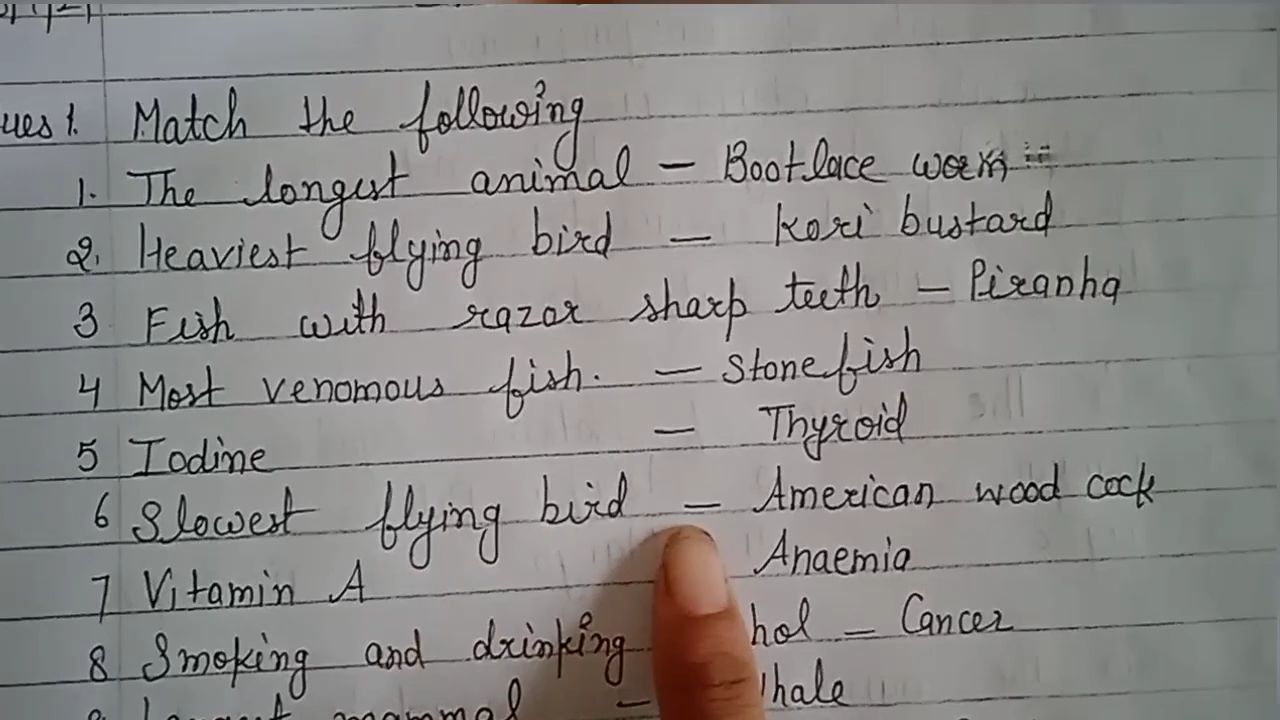 ues 1. Match the following
1. The longest animal - Bootlace worm
2. Heaviest flying bird - Kori bustard
3 Fish with razor sharp teeth - Piranha
4 Most venomous fish. - Stonefish
5 Iodine - Thyroid
6 Slowest flying bird - American wood cock
7 Vitamin A Anaemia
8 Smoking and drinking hol - Cancer
mammal - hale